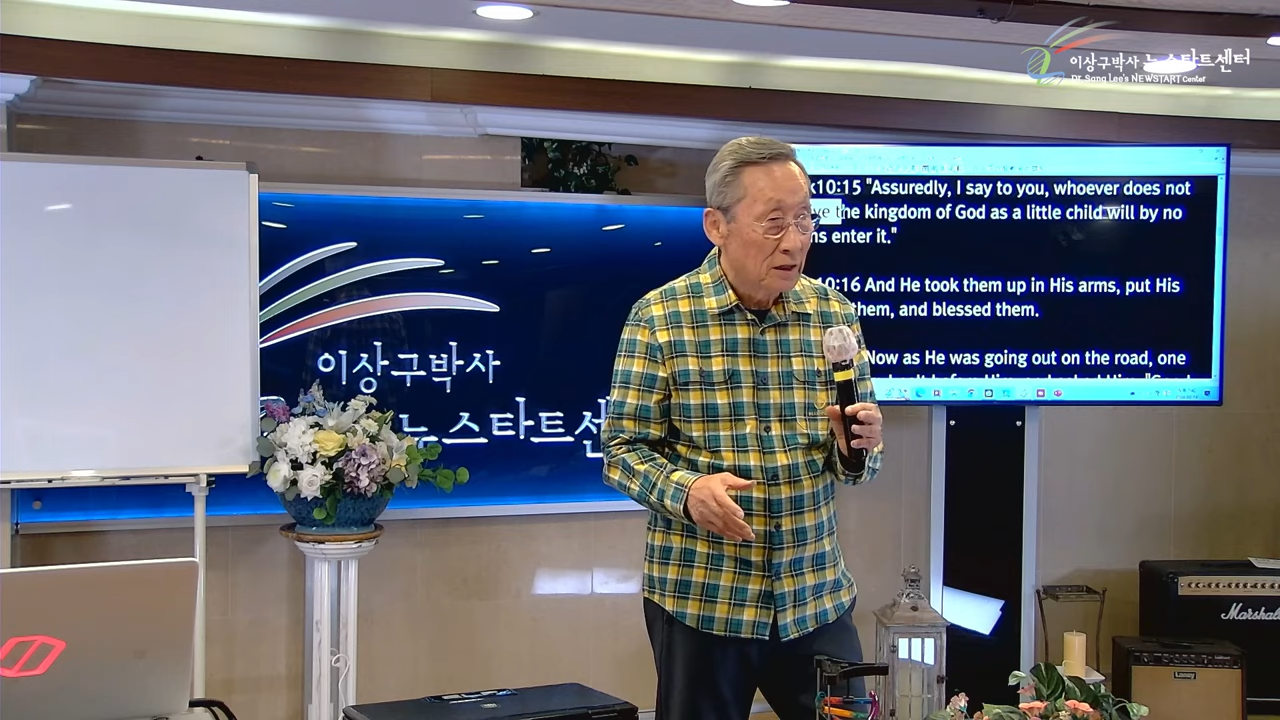 이상구박사 뉴스타트센터
Dr. Sang Lee's NEWSTART Center
10:15 "Assuredly, I say to you, whoever does not
the kingdom of God as a little child will by no
enter it."
10:16 And He took them up in His arms, put His
them, and blessed them.
Now as He was going out on the road, one
이상구박사
뉴스타트센
Marshall
Laney